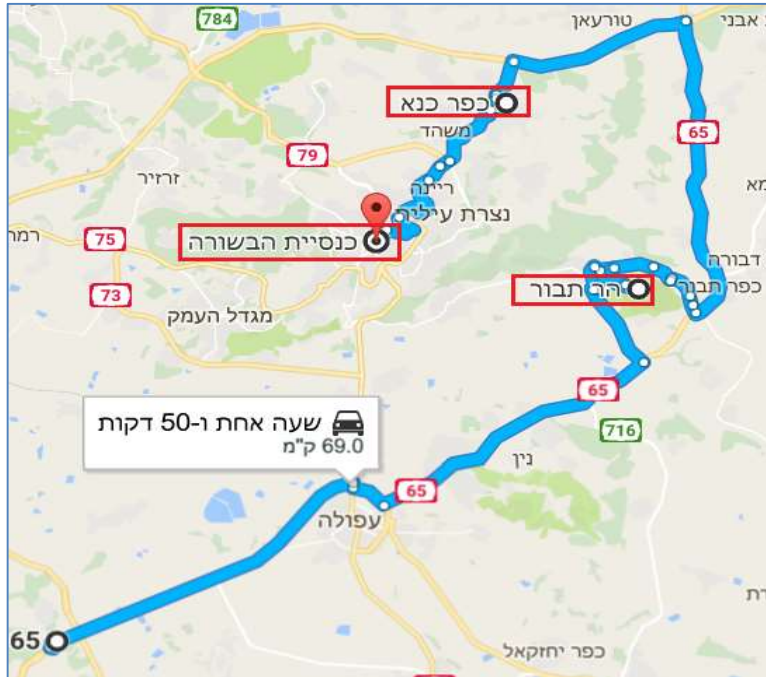 טורעאן
אבני
784
כפר כנא
משהד
65
79
מא
זרזיר
ריינה
נצרת עילית
כנסיית הבשורה
75
רמת
דבורה
הר תבור
כפר תבור
73
מגדל העמק
65
שעה אחת ו-50 דקות
69.0 ק"מ
716
נין
65
עפולה
65
רת
כפר יחזקאל